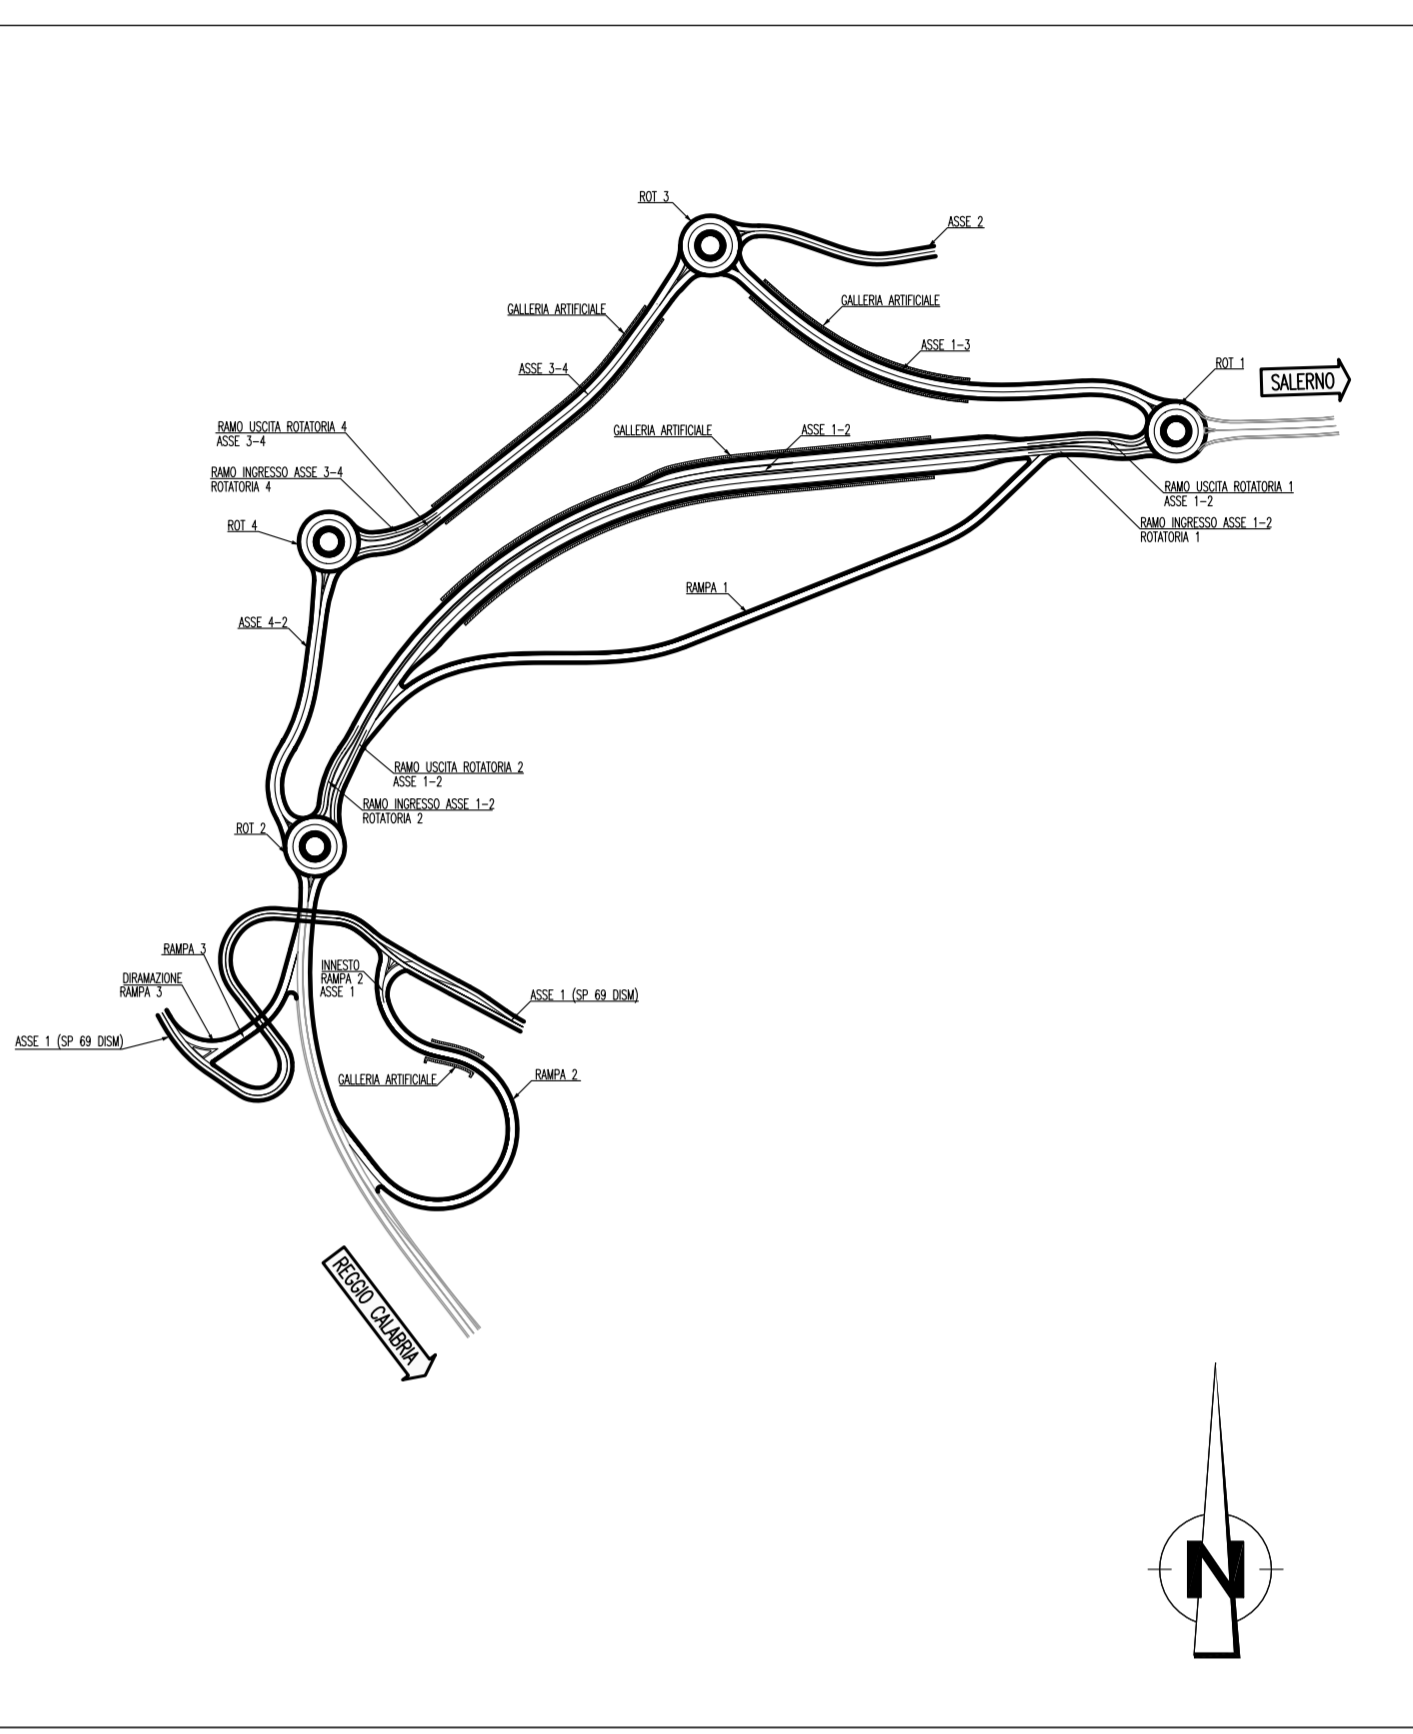 ROT 3
ASSE 2
GALLERIA ARTIFICIALE
GALLERIA ARTIFICIALE
ASSE 1-3
ROT 1
SALERNO
ASSE 3-4
RAMO USCITA ROTATORIA 4
ASSE 3-4
GALLERIA ARTIFICIALE
ASSE 1-2
RAMO INGRESSO ASSE 3-4
ROTATORIA 4
RAMO USCITA ROTATORIA 1
ASSE 1-2
ROT 4
RAMO INGRESSO ASSE 1-2
ROTATORIA 1
RAMPA 1
ASSE 4-2
RAMO USCITA ROTATORIA 2
ASSE 1-2
RAMO INGRESSO ASSE 1-2
ROTATORIA 2
ROT 2
RAMPA 3
INNESTO
RAMPA 2
ASSE 1
DIRAMAZIONE
RAMPA 3
ASSE 1 (SP 69 DISM)
ASSE 1 (SP 69 DISM)
GALLERIA ARTIFICIALE
RAMPA 2
REGGIO CALABRIA
N